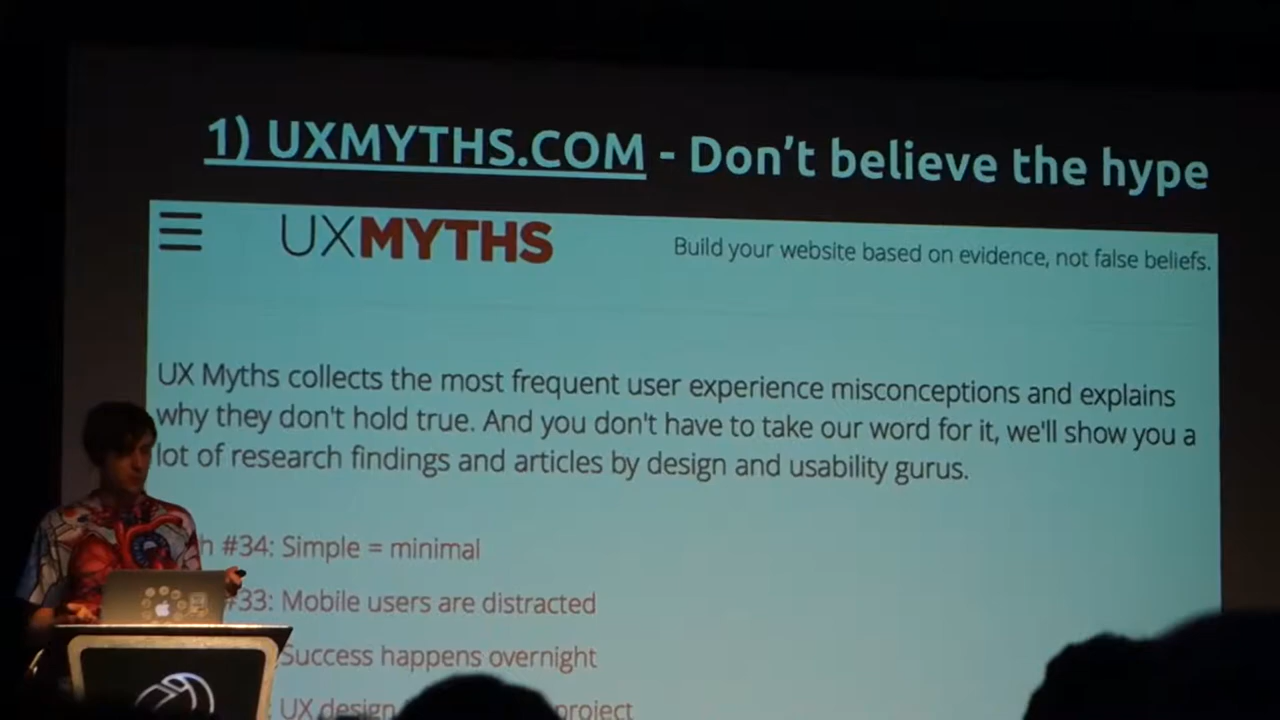 1) UXMYTHS.COM - Don't believe the hype
UXMYTHS
Build your website based on evidence, not false beliefs.
UX Myths collects the most frequent user experience misconceptions and explains
why they don't hold true. And you don't have to take our word for it, we'll show you a
lot of research findings and articles by design and usability gurus.
h #34: Simple = minimal
#33: Mobile users are distracted
Success happens overnight
UX design project